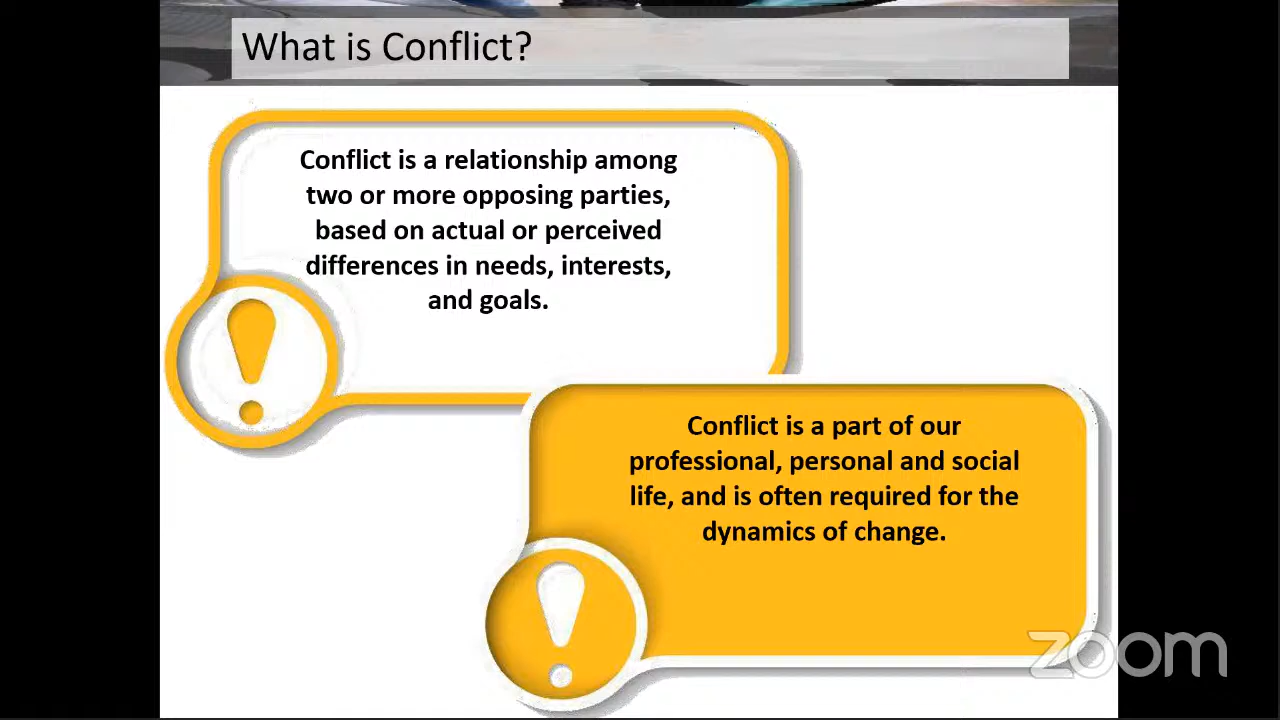 What is Conflict?
Conflict is a relationship among
two or more opposing parties,
based on actual or perceived
differences in needs, interests,
and goals.
Conflict is a part of our
professional, personal and social
life, and is often required for the
dynamics of change.
zoom